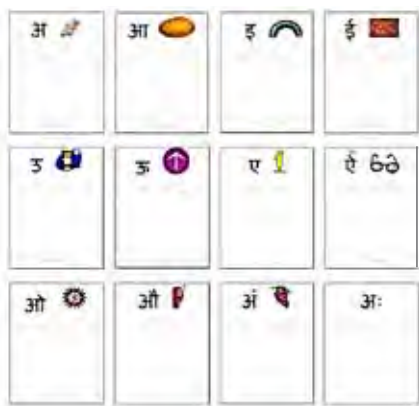 अ आ इ ई
उ ऊ ए ऐ
ओ औ अं अः